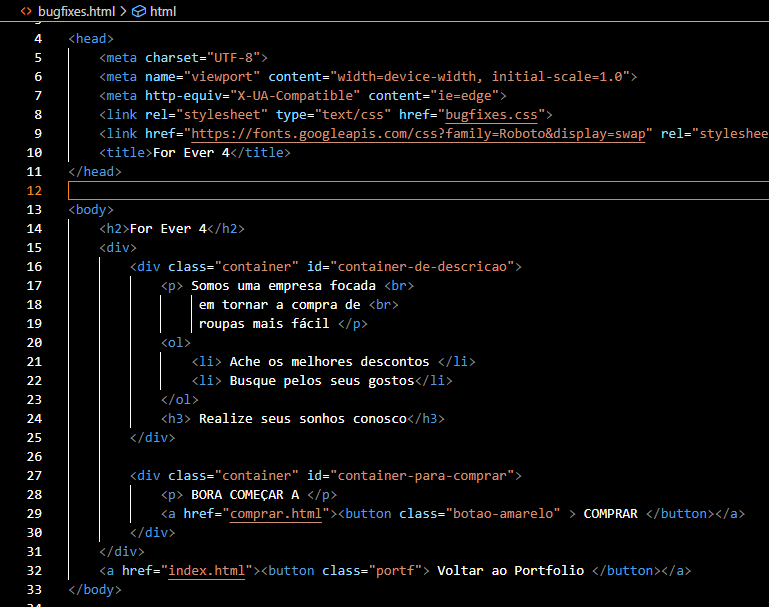 bugfixes.html > html
4 <head>
5 <meta charset="UTF-8">
6 <meta name="viewport" content="width=device-width, initial-scale=1.0">
7 <meta http-equiv="X-UA-Compatible" content="ie=edge">
8 <link rel="stylesheet" type="text/css" href="bugfixes.css">
9 <link href="https://fonts.googleapis.com/css?family=Roboto&display=swap" rel="styleshee
10 <title>For Ever 4</title>
11 </head>
12
13 <body>
14 <h2>For Ever 4</h2>
15 <div>
16 <div class="container" id="container-de-descricao">
17 <p> Somos uma empresa focada <br>
18 em tornar a compra de <br>
19 roupas mais fácil </p>
20 <ol>
21 <li> Ache os melhores descontos </li>
22 <li> Busque pelos seus gostos</li>
23 </ol>
24 <h3> Realize seus sonhos conosco</h3>
25 </div>
26
27 <div class="container" id="container-para-comprar">
28 <p> BORA COMEÇAR A </p>
29 <a href="comprar.html"><button class="botao-amarelo" > COMPRAR </button></a>
30 </div>
31 </div>
32 <a href="index.html"><button class="portf"> Voltar ao Portfolio </button></a>
33 </body>